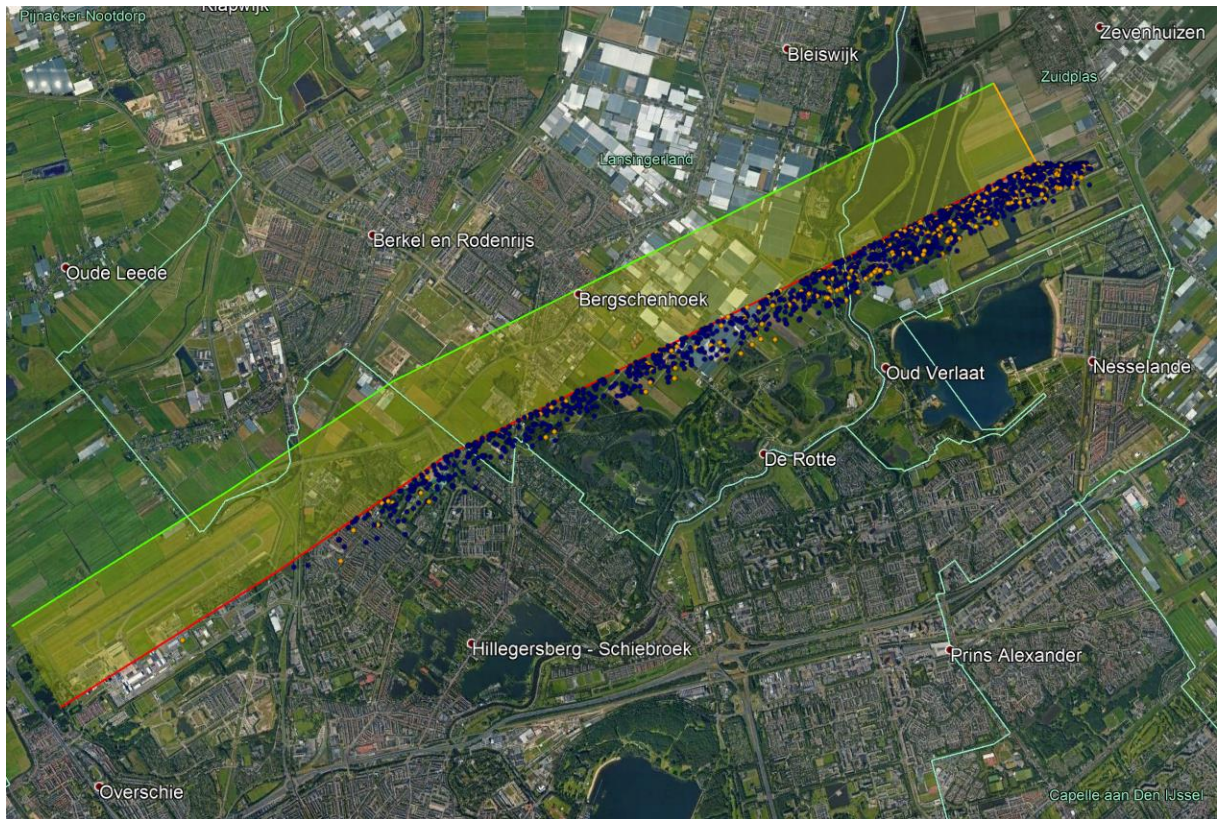 Klapwijk
Pijnacker Nootdorp
Zevenhuizen
Bleiswijk
Zuidplas
Lansingerland
Berkel en Rodenrijs
Oude Leede
Bergschenhoek
Oud Verlaat
Nesselande
De Rotte
Hillegersberg - Schiebroek
Prins Alexander
Overschie
Capelle aan Den IJssel